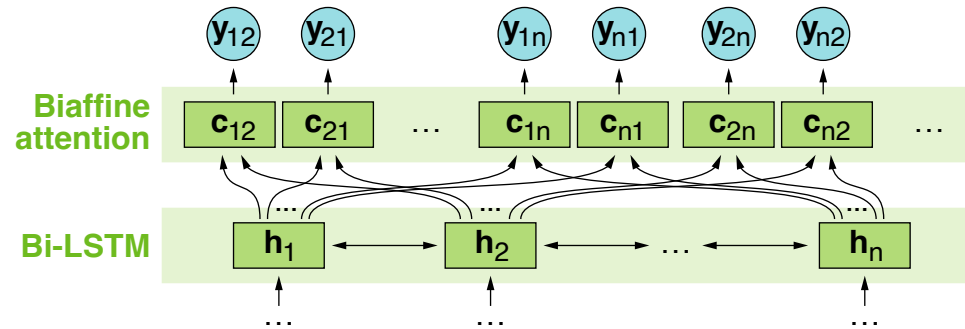 y12 y21 y1n yn1 y2n yn2
Biaffine
attention
c12 c21 … c1n cn1 c2n cn2 …
... ... ...
Bi-LSTM
h1 h2 … hn
… … …